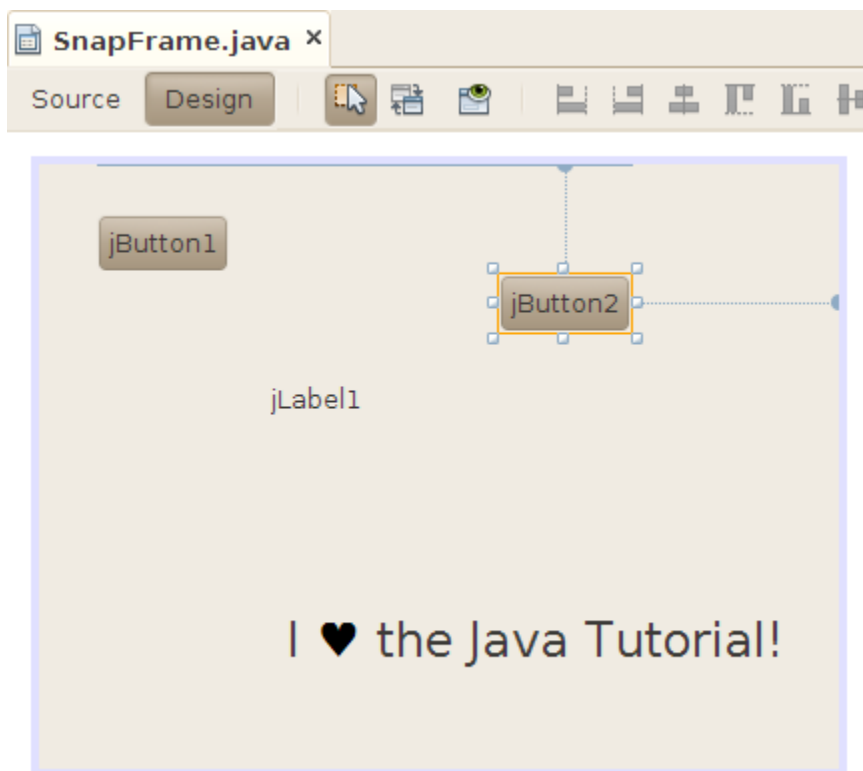 SnapFrame.java ×
Source Design
jButton1
jButton2
jLabel1
I ♥ the Java Tutorial!